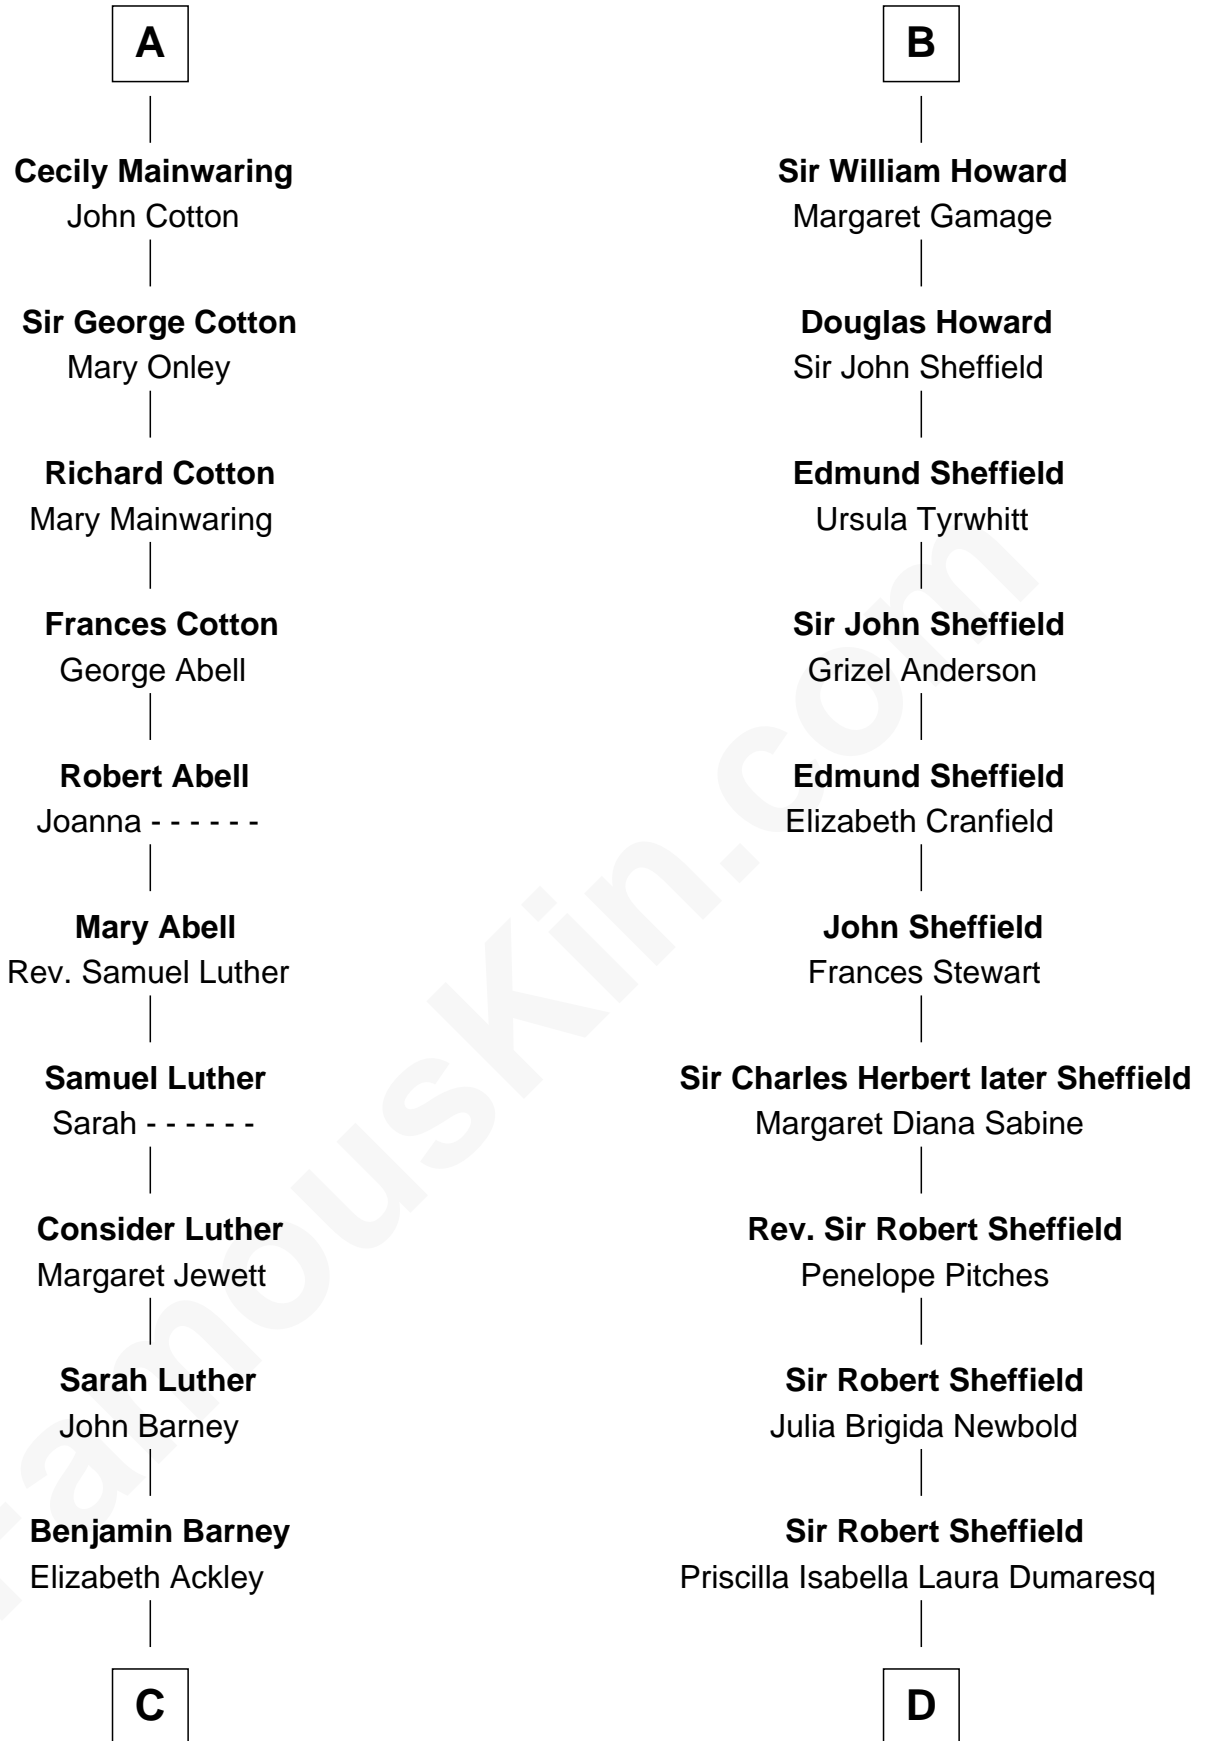 A
Cecily Mainwaring
John Cotton
Sir George Cotton
Mary Onley
Richard Cotton
Mary Mainwaring
Frances Cotton
George Abell
Robert Abell
Joanna - - - - - -
Mary Abell
Rev. Samuel Luther
Samuel Luther
Sarah - - - - - -
Consider Luther
Margaret Jewett
Sarah Luther
John Barney
Benjamin Barney
Elizabeth Ackley
C
B
Sir William Howard
Margaret Gamage
Douglas Howard
Sir John Sheffield
Edmund Sheffield
Ursula Tyrwhitt
Sir John Sheffield
Grizel Anderson
Edmund Sheffield
Elizabeth Cranfield
John Sheffield
Frances Stewart
Sir Charles Herbert later Sheffield
Margaret Diana Sabine
Rev. Sir Robert Sheffield
Penelope Pitches
Sir Robert Sheffield
Julia Brigida Newbold
Sir Robert Sheffield
Priscilla Isabella Laura Dumaresq
D
FamousKin.com